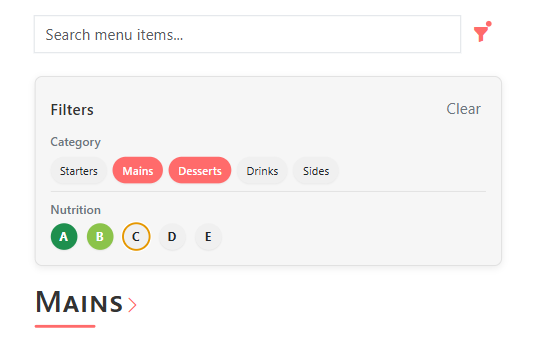 Search menu items...
Filters
Clear
Category
Starters Mains Desserts Drinks Sides
Nutrition
A B C D E
Mains